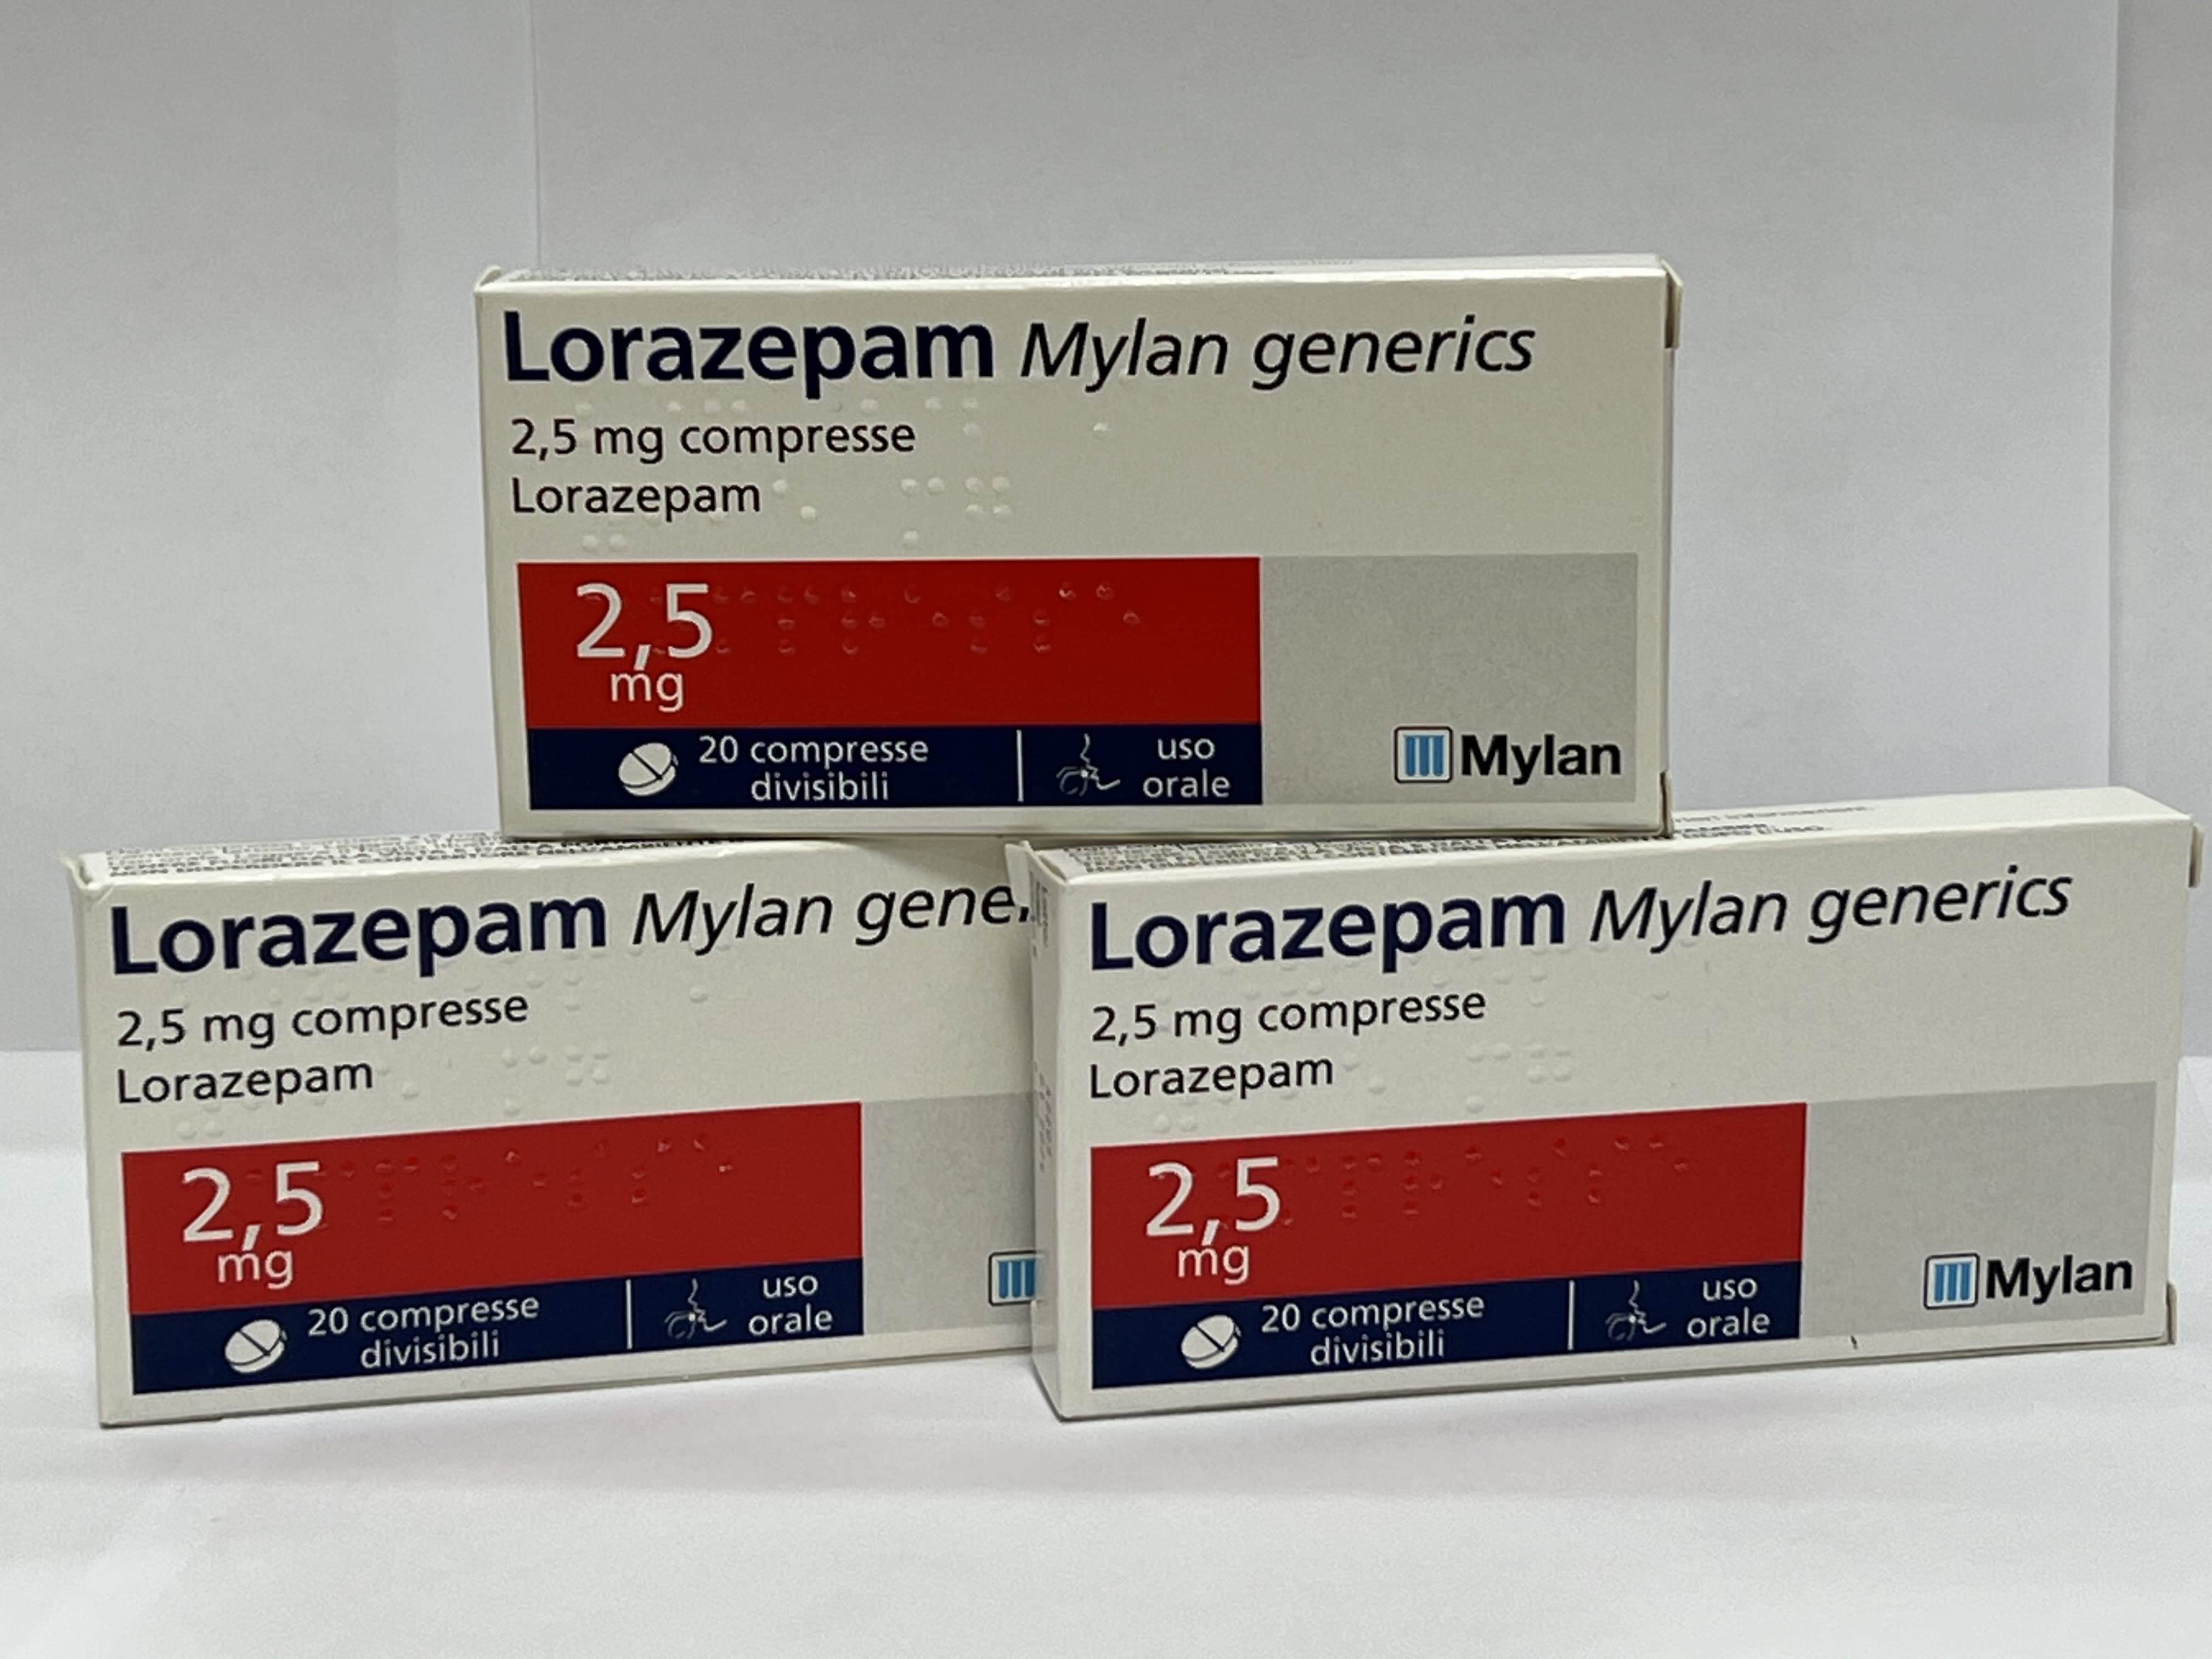 Lorazepam Mylan generics
2,5 mg compresse
Lorazepam
2,5
mg
20 compresse
divisibili
uso
orale
Mylan
Lorazepam Mylan gene
2,5 mg compresse
Lorazepam
2,5
mg
20 compresse
divisibili
uso
orale
Lorazepam Mylan generics
2,5 mg compresse
Lorazepam
2,5
mg
20 compresse
divisibili
uso
orale
Mylan